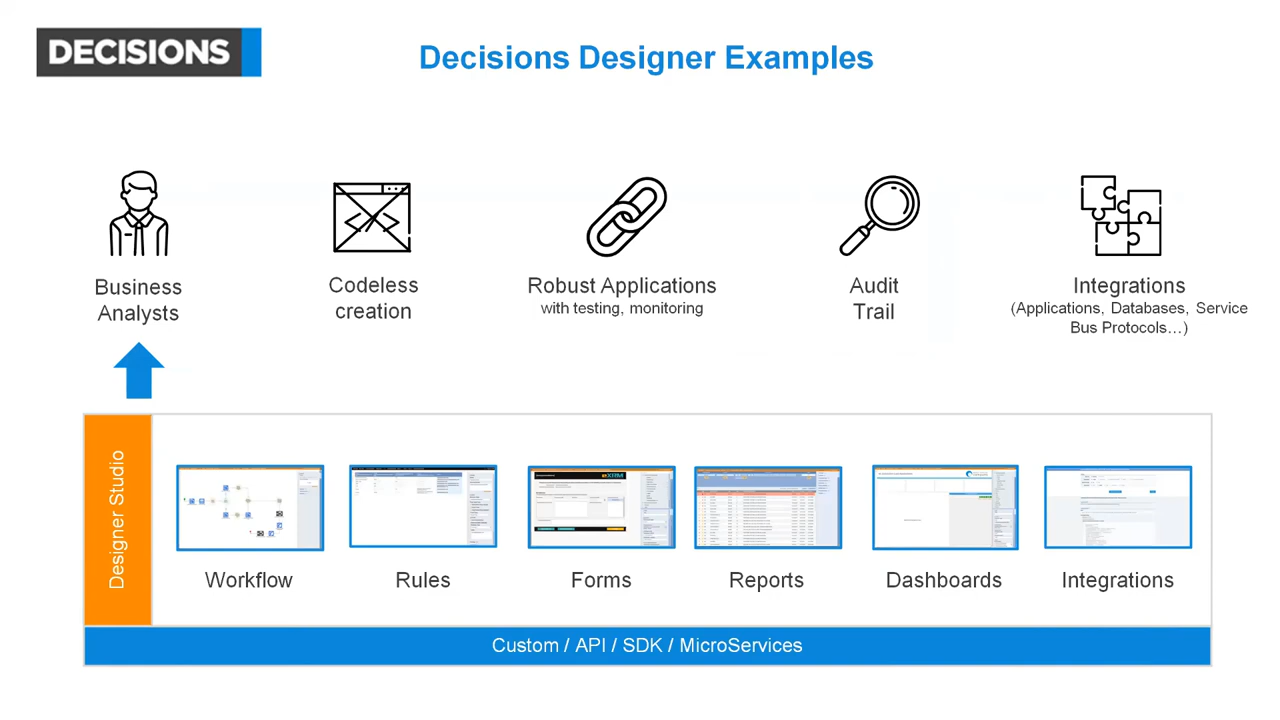 DECISIONS
Decisions Designer Examples
Business
Analysts
Codeless
creation
Robust Applications
with testing, monitoring
Audit
Trail
Integrations
(Applications, Databases, Service
Bus Protocols…)
Designer Studio
eXRM
Workflow
Rules
Forms
Reports
Dashboards
Integrations
Custom / API / SDK / MicroServices